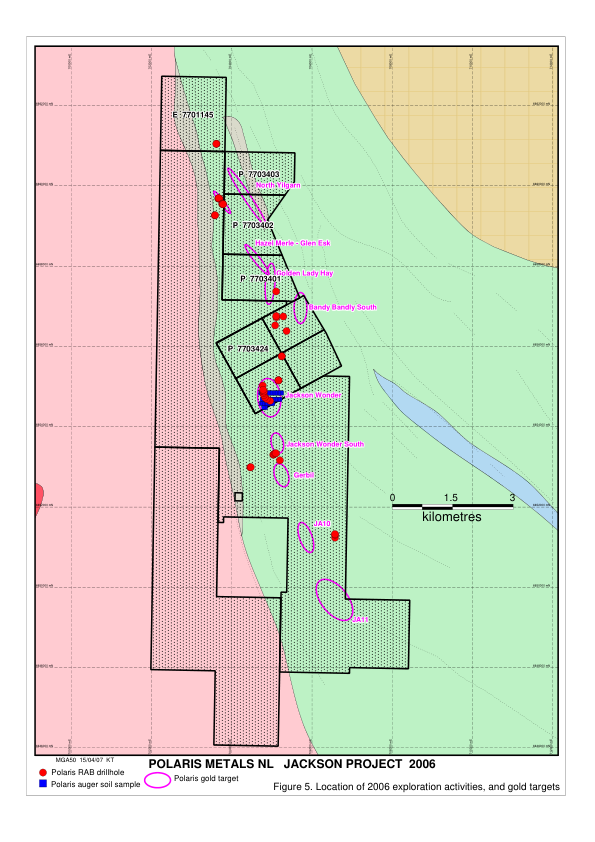 E 7701145
P 7703403
North Yilgarn
P 7703402
Hazel Merle - Glen Esk
Golden Lady Hay
P 7703401
Bandy Bandly South
P 7703424
Jackson Wonder
Jackson Wonder South
Gerbil
0 1.5 3
kilometres
JA10
JA11
MGA50 15/04/07 KT
POLARIS METALS NL JACKSON PROJECT 2006
Polaris RAB drillhole
Polaris gold target
Polaris auger soil sample
Figure 5. Location of 2006 exploration activities, and gold targets